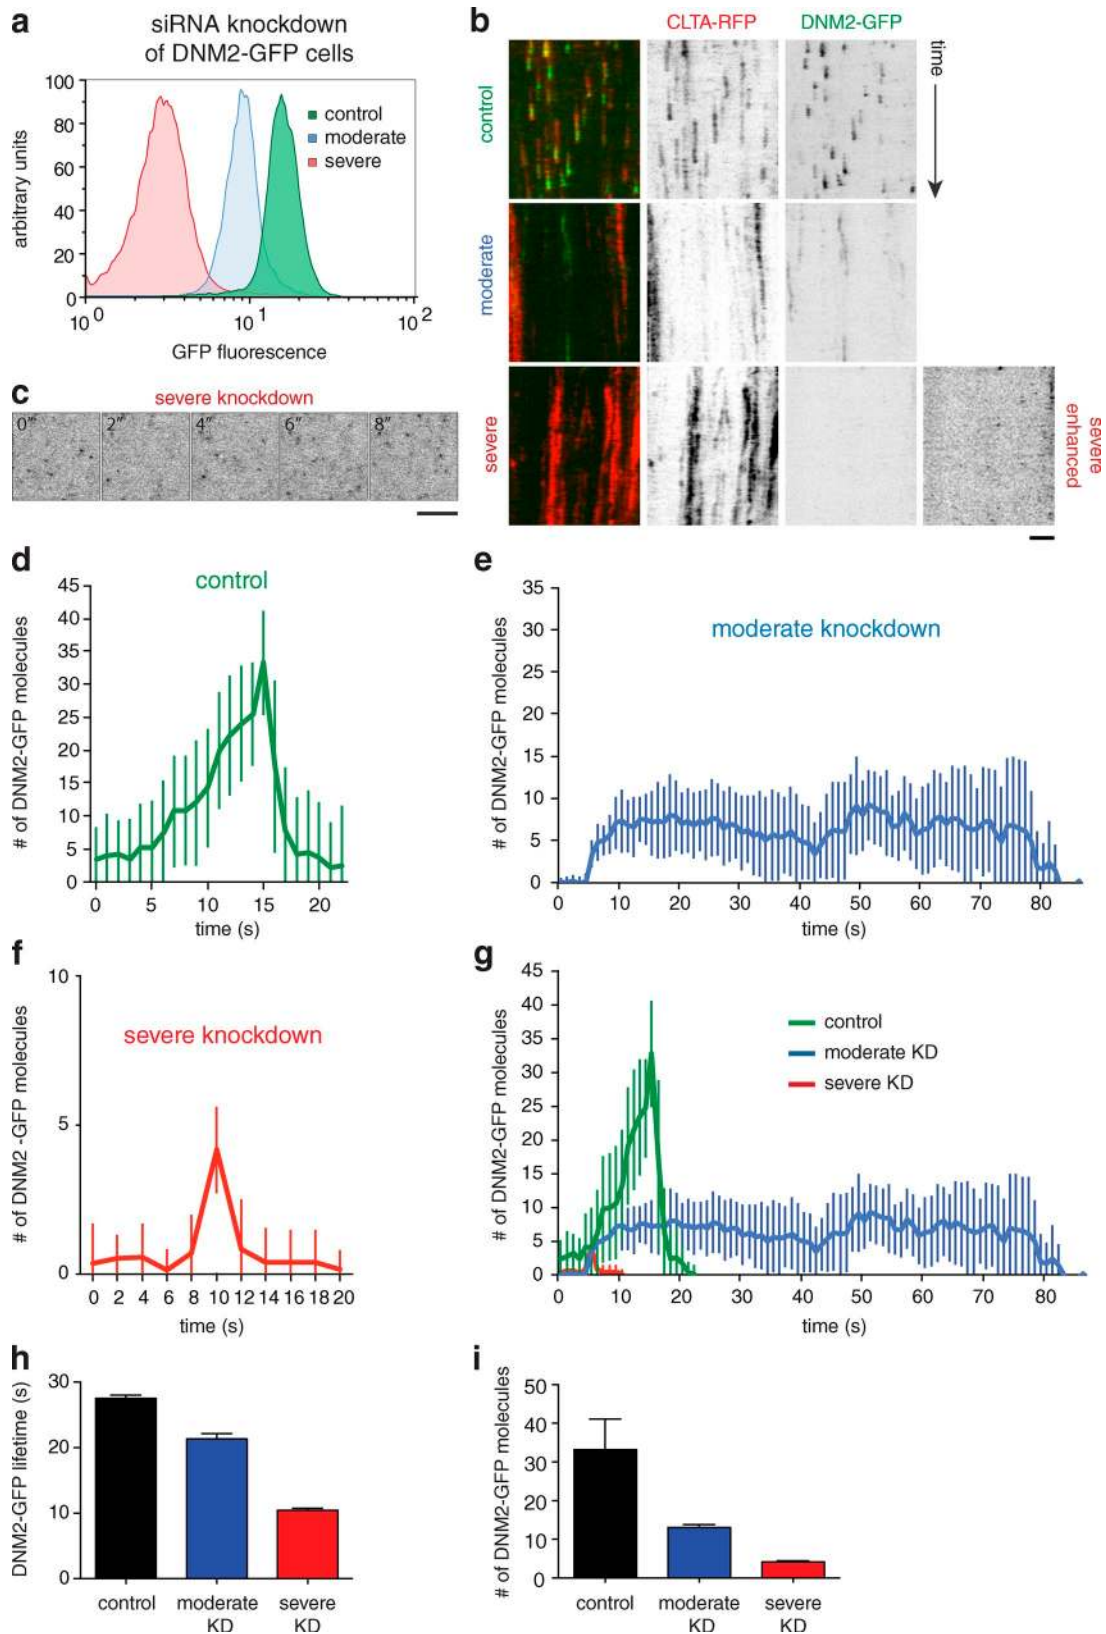 a
siRNA knockdown
of DNM2-GFP cells
arbitrary units
100
80
60
40
20
0
control
moderate
severe
10^0
10^1
10^2
GFP fluorescence
b
CLTA-RFP
DNM2-GFP
time
control
moderate
severe
severe
enhanced
c
severe knockdown
0"
2"
4"
6"
8"
d
control
# of DNM2-GFP molecules
45
40
35
30
25
20
15
10
5
0
0 5 10 15 20
time (s)
e
moderate knockdown
# of DNM2-GFP molecules
35
30
25
20
15
10
5
0
0 10 20 30 40 50 60 70 80
time (s)
f
severe knockdown
# of DNM2 -GFP molecules
10
5
0
0 2 4 6 8 10 12 14 16 18 20
time (s)
g
# of DNM2-GFP molecules
45
40
35
30
25
20
15
10
5
0
control
moderate KD
severe KD
0 10 20 30 40 50 60 70 80
time (s)
h
DNM2-GFP lifetime (s)
30
20
10
0
control
moderate
KD
severe
KD
i
# of DNM2-GFP molecules
50
40
30
20
10
0
control
moderate
KD
severe
KD